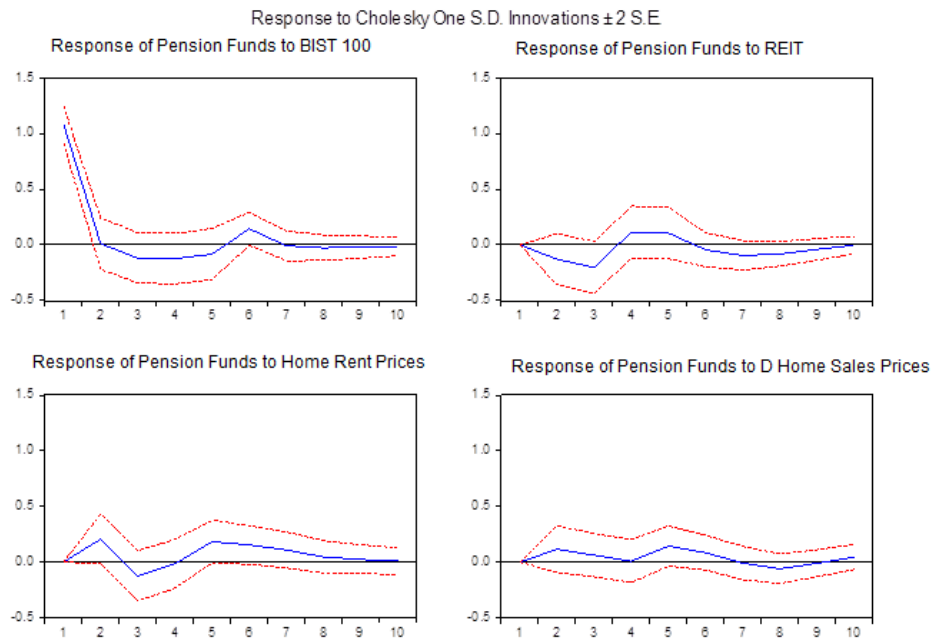 Response to Cholesky One S.D. Innovations ± 2 S.E.
Response of Pension Funds to BIST 100
1.5
1.0
0.5
0.0
-0.5
1 2 3 4 5 6 7 8 9 10
Response of Pension Funds to REIT
1.5
1.0
0.5
0.0
-0.5
1 2 3 4 5 6 7 8 9 10
Response of Pension Funds to Home Rent Prices
1.5
1.0
0.5
0.0
-0.5
1 2 3 4 5 6 7 8 9 10
Response of Pension Funds to D Home Sales Prices
1.5
1.0
0.5
0.0
-0.5
1 2 3 4 5 6 7 8 9 10